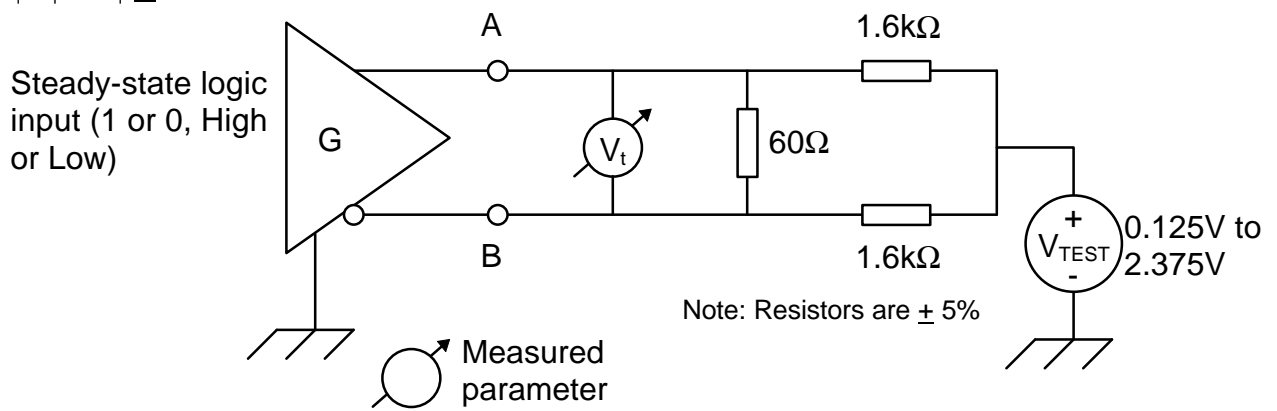 A
1.6kΩ
Steady-state logic
input (1 or 0, High
or Low)
G
Vt
60Ω
B
1.6kΩ
+
VTEST
-
0.125V to
2.375V
Note: Resistors are ± 5%
Measured
parameter